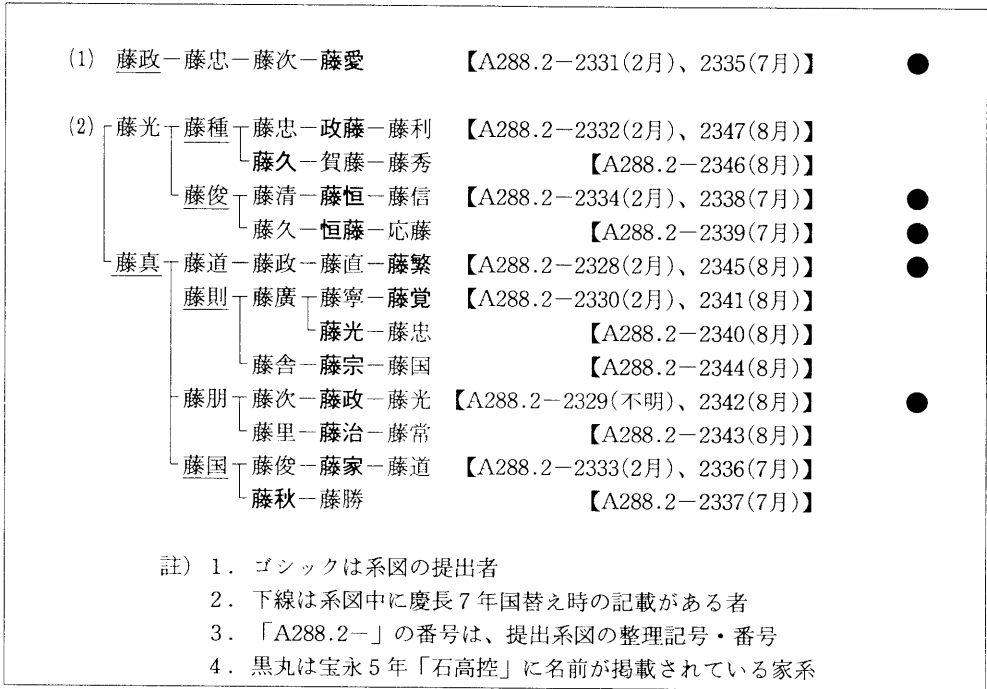 (1) 藤政－藤忠－藤次－藤愛 【A288.2－2331(2月)、2335(7月)】 ●
(2) 藤光 藤種 藤忠－政藤－藤利 【A288.2－2332(2月)、2347(8月)】
藤久－賀藤－藤秀 【A288.2－2346(8月)】
藤俊 藤清－藤恒－藤信 【A288.2－2334(2月)、2338(7月)】 ●
藤久－恒藤－応藤 【A288.2－2339(7月)】 ●
藤真 藤道－藤政－藤直－藤繁 【A288.2－2328(2月)、2345(8月)】 ●
藤則 藤廣 藤寧－藤覚 【A288.2－2330(2月)、2341(8月)】
藤光－藤忠 【A288.2－2340(8月)】
藤舎－藤宗－藤国 【A288.2－2344(8月)】
藤朋 藤次－藤政－藤光 【A288.2－2329(不明)、2342(8月)】 ●
藤里－藤治－藤常 【A288.2－2343(8月)】
藤国 藤俊－藤家－藤道 【A288.2－2333(2月)、2336(7月)】
藤秋－藤勝 【A288.2－2337(7月)】
註) 1．ゴシックは系図の提出者
2．下線は系図中に慶長7年国替え時の記載がある者
3．「A288.2－」の番号は、提出系図の整理記号・番号
4．黒丸は宝永5年「石高控」に名前が掲載されている家系